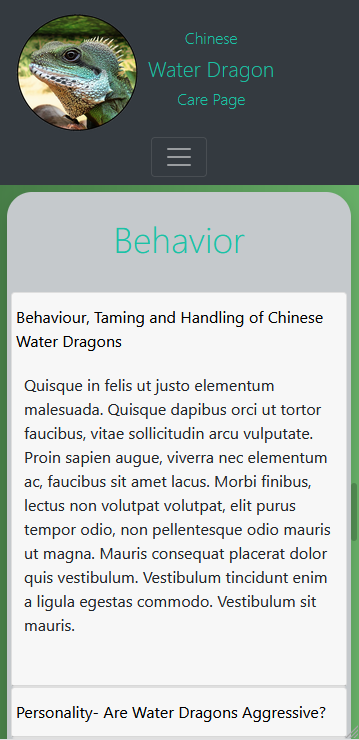 Chinese
Water Dragon
Care Page
Behavior
Behaviour, Taming and Handling of Chinese
Water Dragons
Quisque in felis ut justo elementum
malesuada. Quisque dapibus orci ut tortor
faucibus, vitae sollicitudin arcu vulputate.
Proin sapien augue, viverra nec elementum
ac, faucibus sit amet lacus. Morbi finibus,
lectus non volutpat volutpat, elit purus
tempor odio, non pellentesque odio mauris
ut magna. Mauris consequat placerat dolor
quis vestibulum. Vestibulum tincidunt enim
a ligula egestas commodo. Vestibulum sit
mauris.
Personality- Are Water Dragons Aggressive?